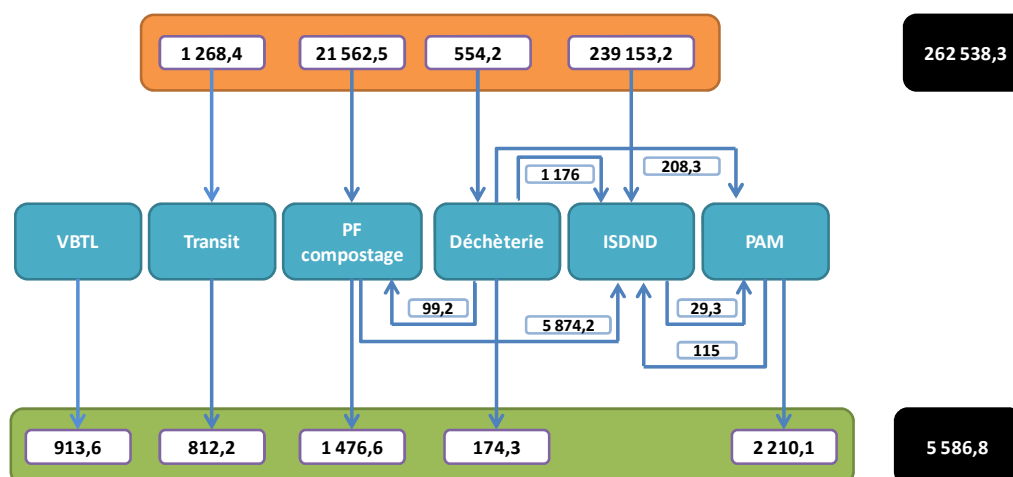 1 268,4
21 562,5
554,2
239 153,2
262 538,3
1 176
208,3
VBTL
Transit
PF
compostage
Déchèterie
ISDND
PAM
99,2
5 874,2
29,3
115
913,6
812,2
1 476,6
174,3
2 210,1
5 586,8